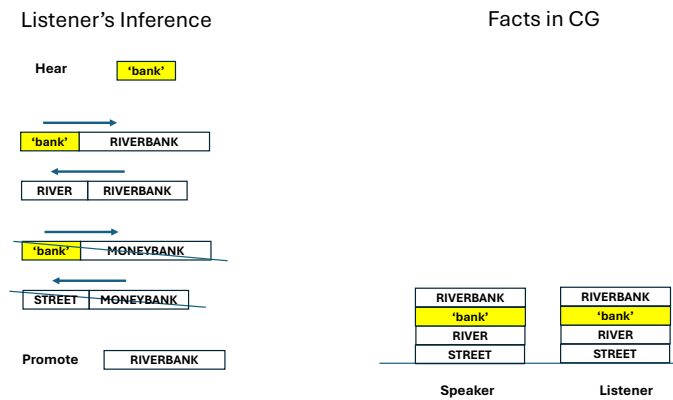 Listener's Inference
Facts in CG
Hear
'bank'
'bank' RIVERBANK
RIVER RIVERBANK
'bank' MONEYBANK
STREET MONEYBANK
Promote RIVERBANK
RIVERBANK
'bank'
RIVER
STREET
Speaker
RIVERBANK
'bank'
RIVER
STREET
Listener